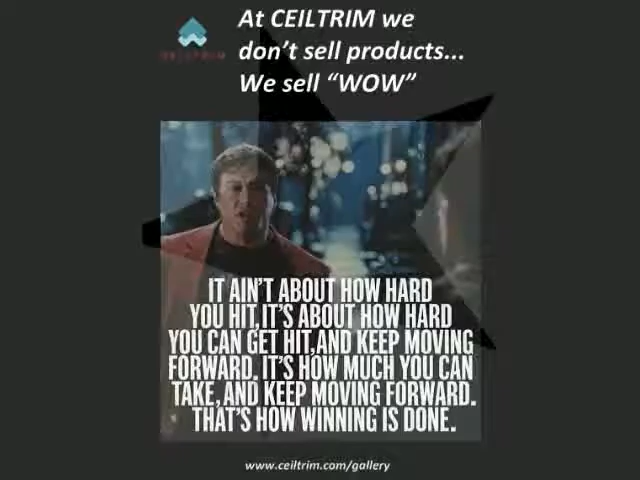 At CEILTRIM we
don't sell products...
We sell “WOW”
CEILTRIM
IT AIN'T ABOUT HOW HARD
YOU HIT, IT'S ABOUT HOW HARD
YOU CAN GET HIT, AND KEEP MOVING
FORWARD. IT'S HOW MUCH YOU CAN
TAKE, AND KEEP MOVING FORWARD.
THAT'S HOW WINNING IS DONE.
www.ceiltrim.com/gallery